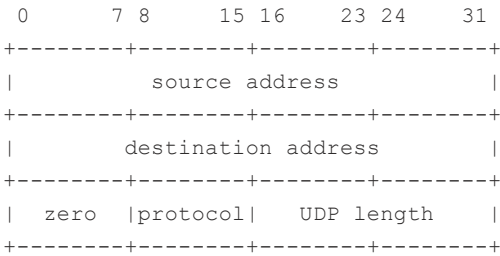 0      7 8     15 16    23 24    31
+--------+--------+--------+--------+
|          source address           |
+--------+--------+--------+--------+
|        destination address        |
+--------+--------+--------+--------+
|  zero  |protocol|   UDP length    |
+--------+--------+--------+--------+